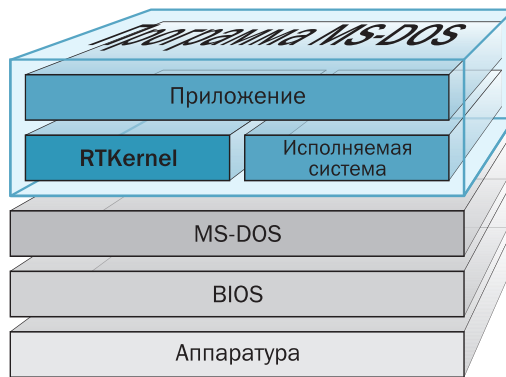 Программа MS-DOS
Приложение
RTKernel
Исполняемая
система
MS-DOS
BIOS
Аппаратура